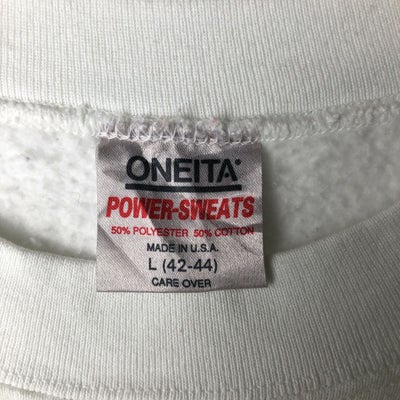 ONEITA
POWER-SWEATS
50% POLYESTER 50% COTTON
MADE IN U.S.A.
L (42-44)
CARE OVER